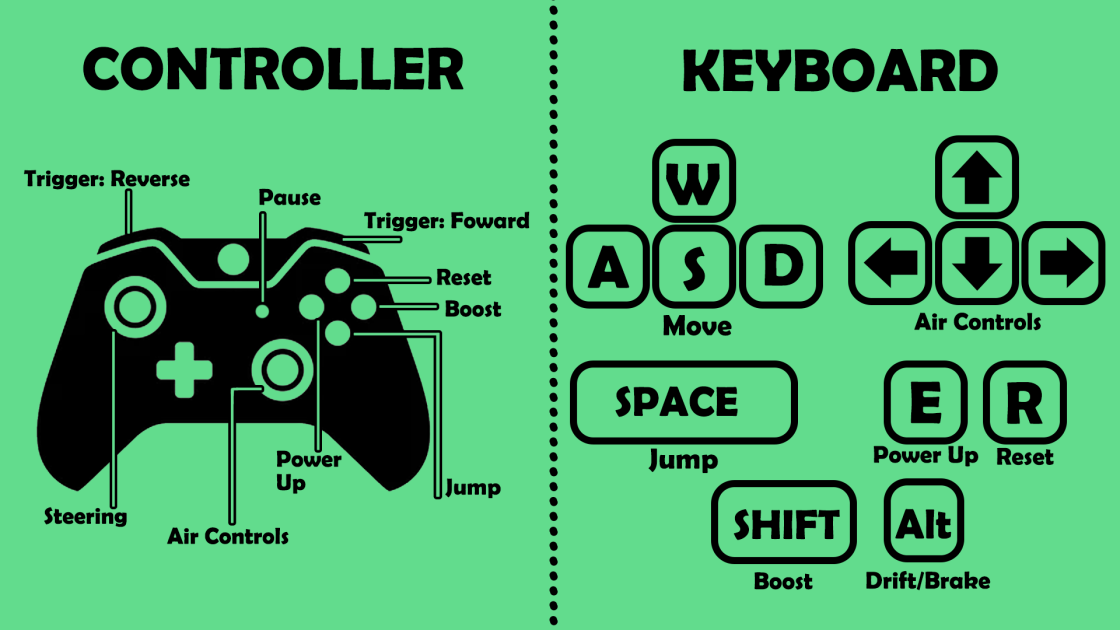 CONTROLLER
Trigger: Reverse
Pause
Trigger: Foward
Reset
Boost
Power
Up
Jump
Steering
Air Controls
KEYBOARD
W
A S D
Move
Air Controls
SPACE
Jump
E R
Power Up Reset
SHIFT Alt
Boost Drift/Brake